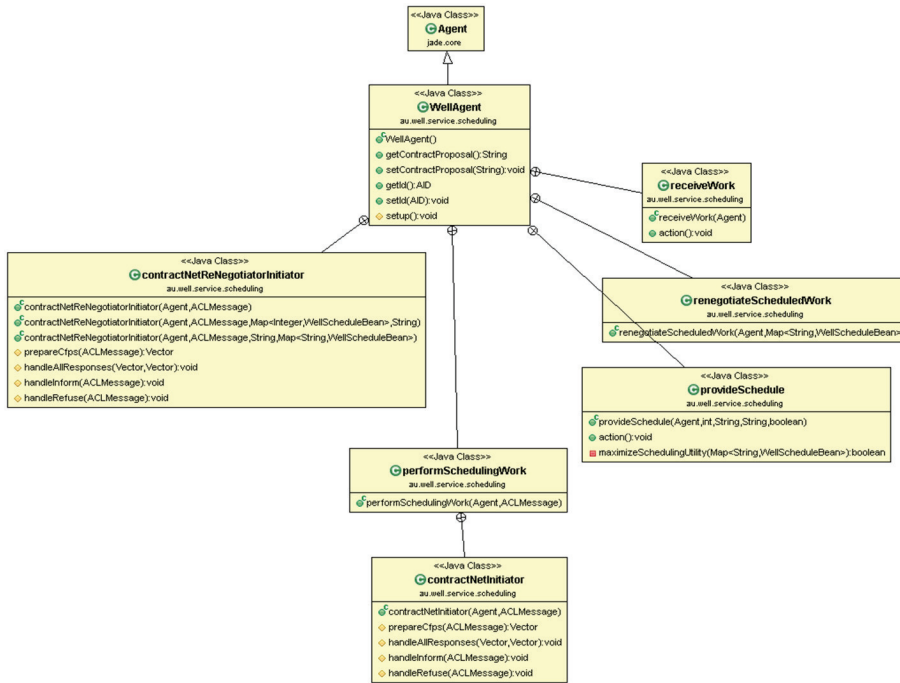 <<Java Class>>
Agent
jade.core
<<Java Class>>
WellAgent
au.well.service.scheduling
WellAgent()
getContractProposal():String
setContractProposal(String):void
getId():AID
setId(AID):void
setup():void
<<Java Class>>
receiveWork
au.well.service.scheduling
receiveWork(Agent)
action():void
<<Java Class>>
contractNetReNegotiatorInitiator
au.well.service.scheduling
contractNetReNegotiatorInitiator(Agent,ACLMessage)
contractNetReNegotiatorInitiator(Agent,ACLMessage,Map<Integer,WellScheduleBean>,String)
contractNetReNegotiatorInitiator(Agent,ACLMessage,String,Map<String,WellScheduleBean>)
prepareCfps(ACLMessage):Vector
handleAllResponses(Vector,Vector):void
handleInform(ACLMessage):void
handleRefuse(ACLMessage):void
<<Java Class>>
renegotiateScheduledWork
au.well.service.scheduling
renegotiateScheduledWork(Agent,Map<String,WellScheduleBean>
<<Java Class>>
provideSchedule
au.well.service.scheduling
provideSchedule(Agent,int,String,String,boolean)
action():void
maximizeSchedulingUtility(Map<String,WellScheduleBean>):boolean
<<Java Class>>
performSchedulingWork
au.well.service.scheduling
performSchedulingWork(Agent,ACLMessage)
<<Java Class>>
contractNetInitiator
au.well.service.scheduling
contractNetInitiator(Agent,ACLMessage)
prepareCfps(ACLMessage):Vector
handleAllResponses(Vector,Vector):void
handleInform(ACLMessage):void
handleRefuse(ACLMessage):void